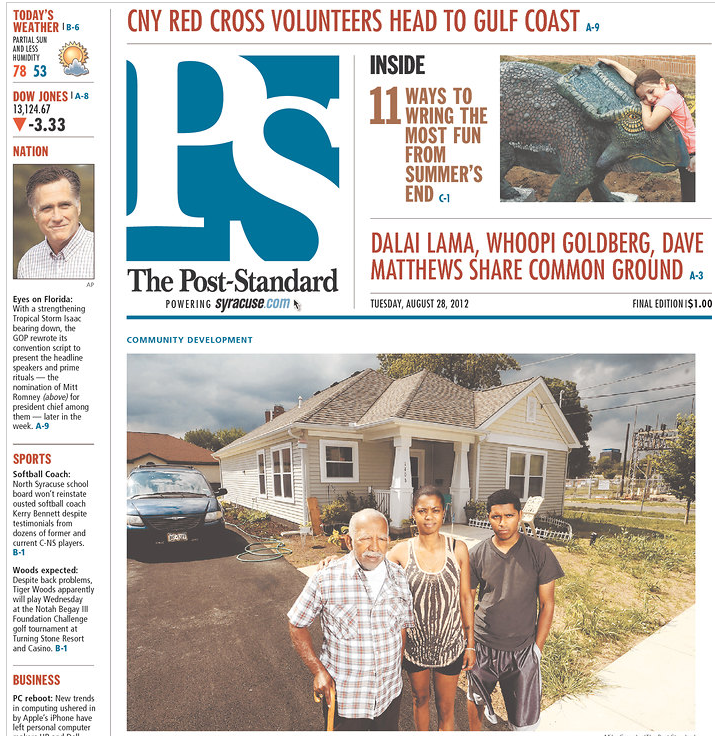 TODAY'S
WEATHER | B-6
PARTIAL SUN
AND LESS
HUMIDITY
78 53
DOW JONES | A-8
13,124.67
-3.33
NATION
AP
Eyes on Florida:
With a strengthening
Tropical Storm Isaac
bearing down, the
GOP rewrote its
convention script to
present the headline
speakers and prime
rituals — the
nomination of Mitt
Romney (above) for
president chief among
them — later in the
week. A-9
SPORTS
Softball Coach:
North Syracuse school
board won't reinstate
ousted softball coach
Kerry Bennett despite
testimonials from
dozens of former and
current C-NS players.
B-1
Woods expected:
Despite back problems,
Tiger Woods apparently
will play Wednesday
at the Notah Begay III
Foundation Challenge
golf tournament at
Turning Stone Resort
and Casino. B-1
BUSINESS
PC reboot: New trends
in computing ushered in
by Apple's iPhone have
left personal computer
CNY RED CROSS VOLUNTEERS HEAD TO GULF COAST A-9
PS
The Post-Standard
POWERING syracuse.com
INSIDE
11 WAYS TO
WRING THE
MOST FUN
FROM
SUMMER'S
END C-1
DALAI LAMA, WHOOPI GOLDBERG, DAVE
MATTHEWS SHARE COMMON GROUND A-3
TUESDAY, AUGUST 28, 2012
FINAL EDITION | $1.00
COMMUNITY DEVELOPMENT